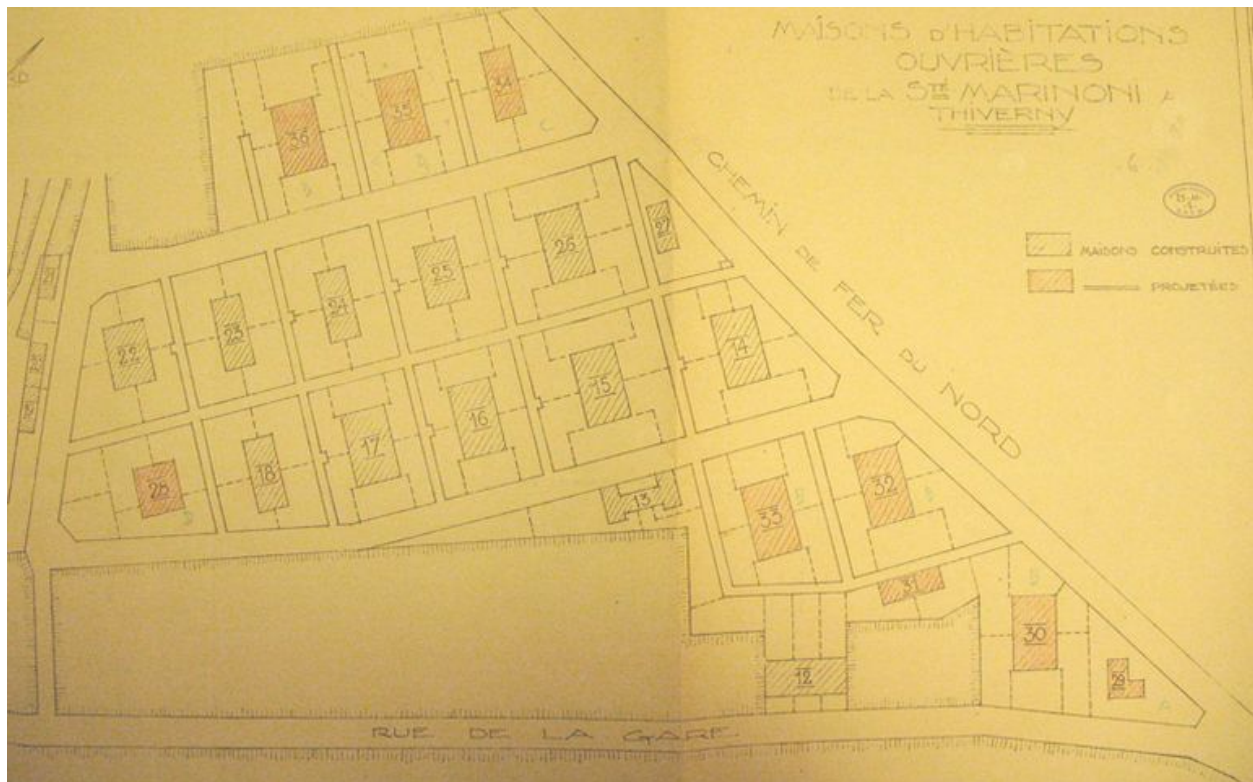 MAISONS D'HABITATIONS
OUVRIÈRES
DE LA STÉ MARINONI A
THIVERNY
CHEMIN DE FER DU NORD
MAISONS CONSTRUITES
PROJETÉES
34
35
36
B
C
27
26
25
24
23
22
14
15
16
17
18
28
D
13
33
B
32
B
31
30
B
29
A
12
RUE DE LA GARE